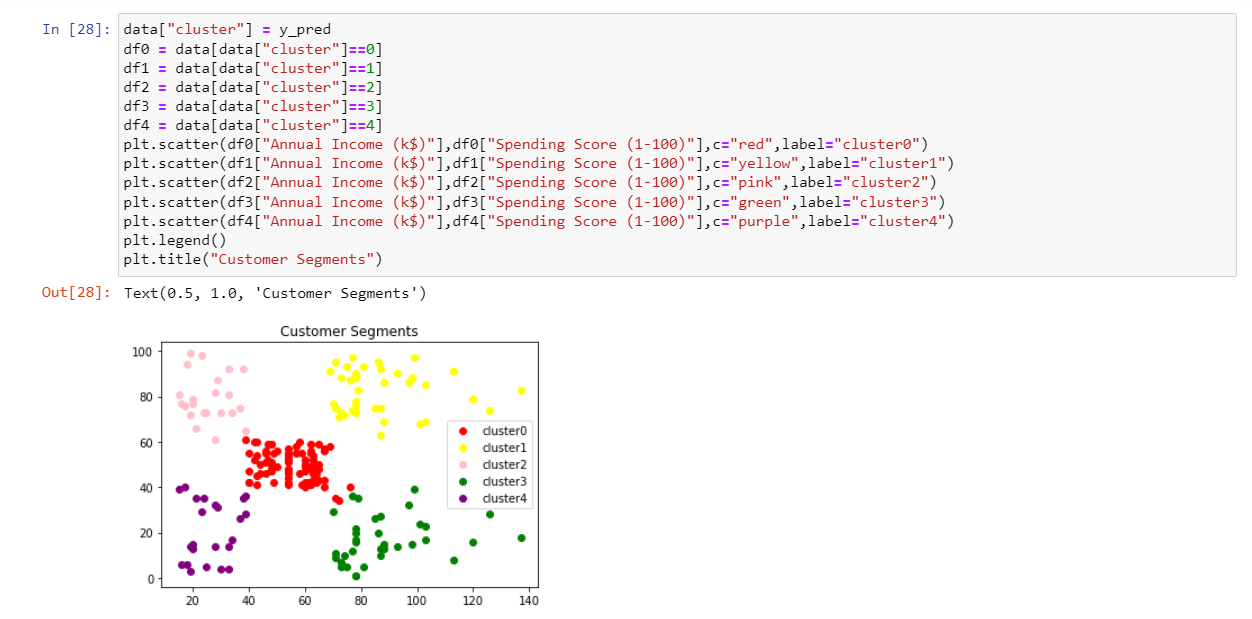 In [28]: data["cluster"] = y_pred
df0 = data[data["cluster"]==0]
df1 = data[data["cluster"]==1]
df2 = data[data["cluster"]==2]
df3 = data[data["cluster"]==3]
df4 = data[data["cluster"]==4]
plt.scatter(df0["Annual Income (k$)"],df0["Spending Score (1-100)"],c="red",label="cluster0")
plt.scatter(df1["Annual Income (k$)"],df1["Spending Score (1-100)"],c="yellow",label="cluster1")
plt.scatter(df2["Annual Income (k$)"],df2["Spending Score (1-100)"],c="pink",label="cluster2")
plt.scatter(df3["Annual Income (k$)"],df3["Spending Score (1-100)"],c="green",label="cluster3")
plt.scatter(df4["Annual Income (k$)"],df4["Spending Score (1-100)"],c="purple",label="cluster4")
plt.legend()
plt.title("Customer Segments")
Out[28]: Text(0.5, 1.0, 'Customer Segments')
Customer Segments
100
80
60
40
20
0
cluster0
cluster1
cluster2
cluster3
cluster4
20 40 60 80 100 120 140